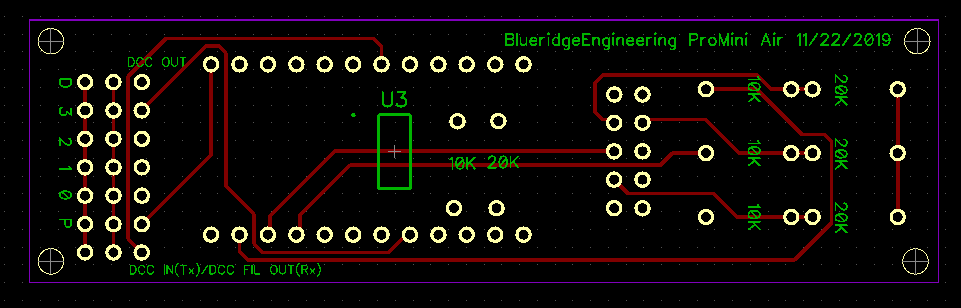 BlueridgeEngineering ProMini Air 11/22/2019
DCC OUT
D
3
2
1
0
P
U3
10K 20K
10K
20K
10K
20K
10K
20K
DCC IN(Tx)/DCC FIL OUT(Rx)